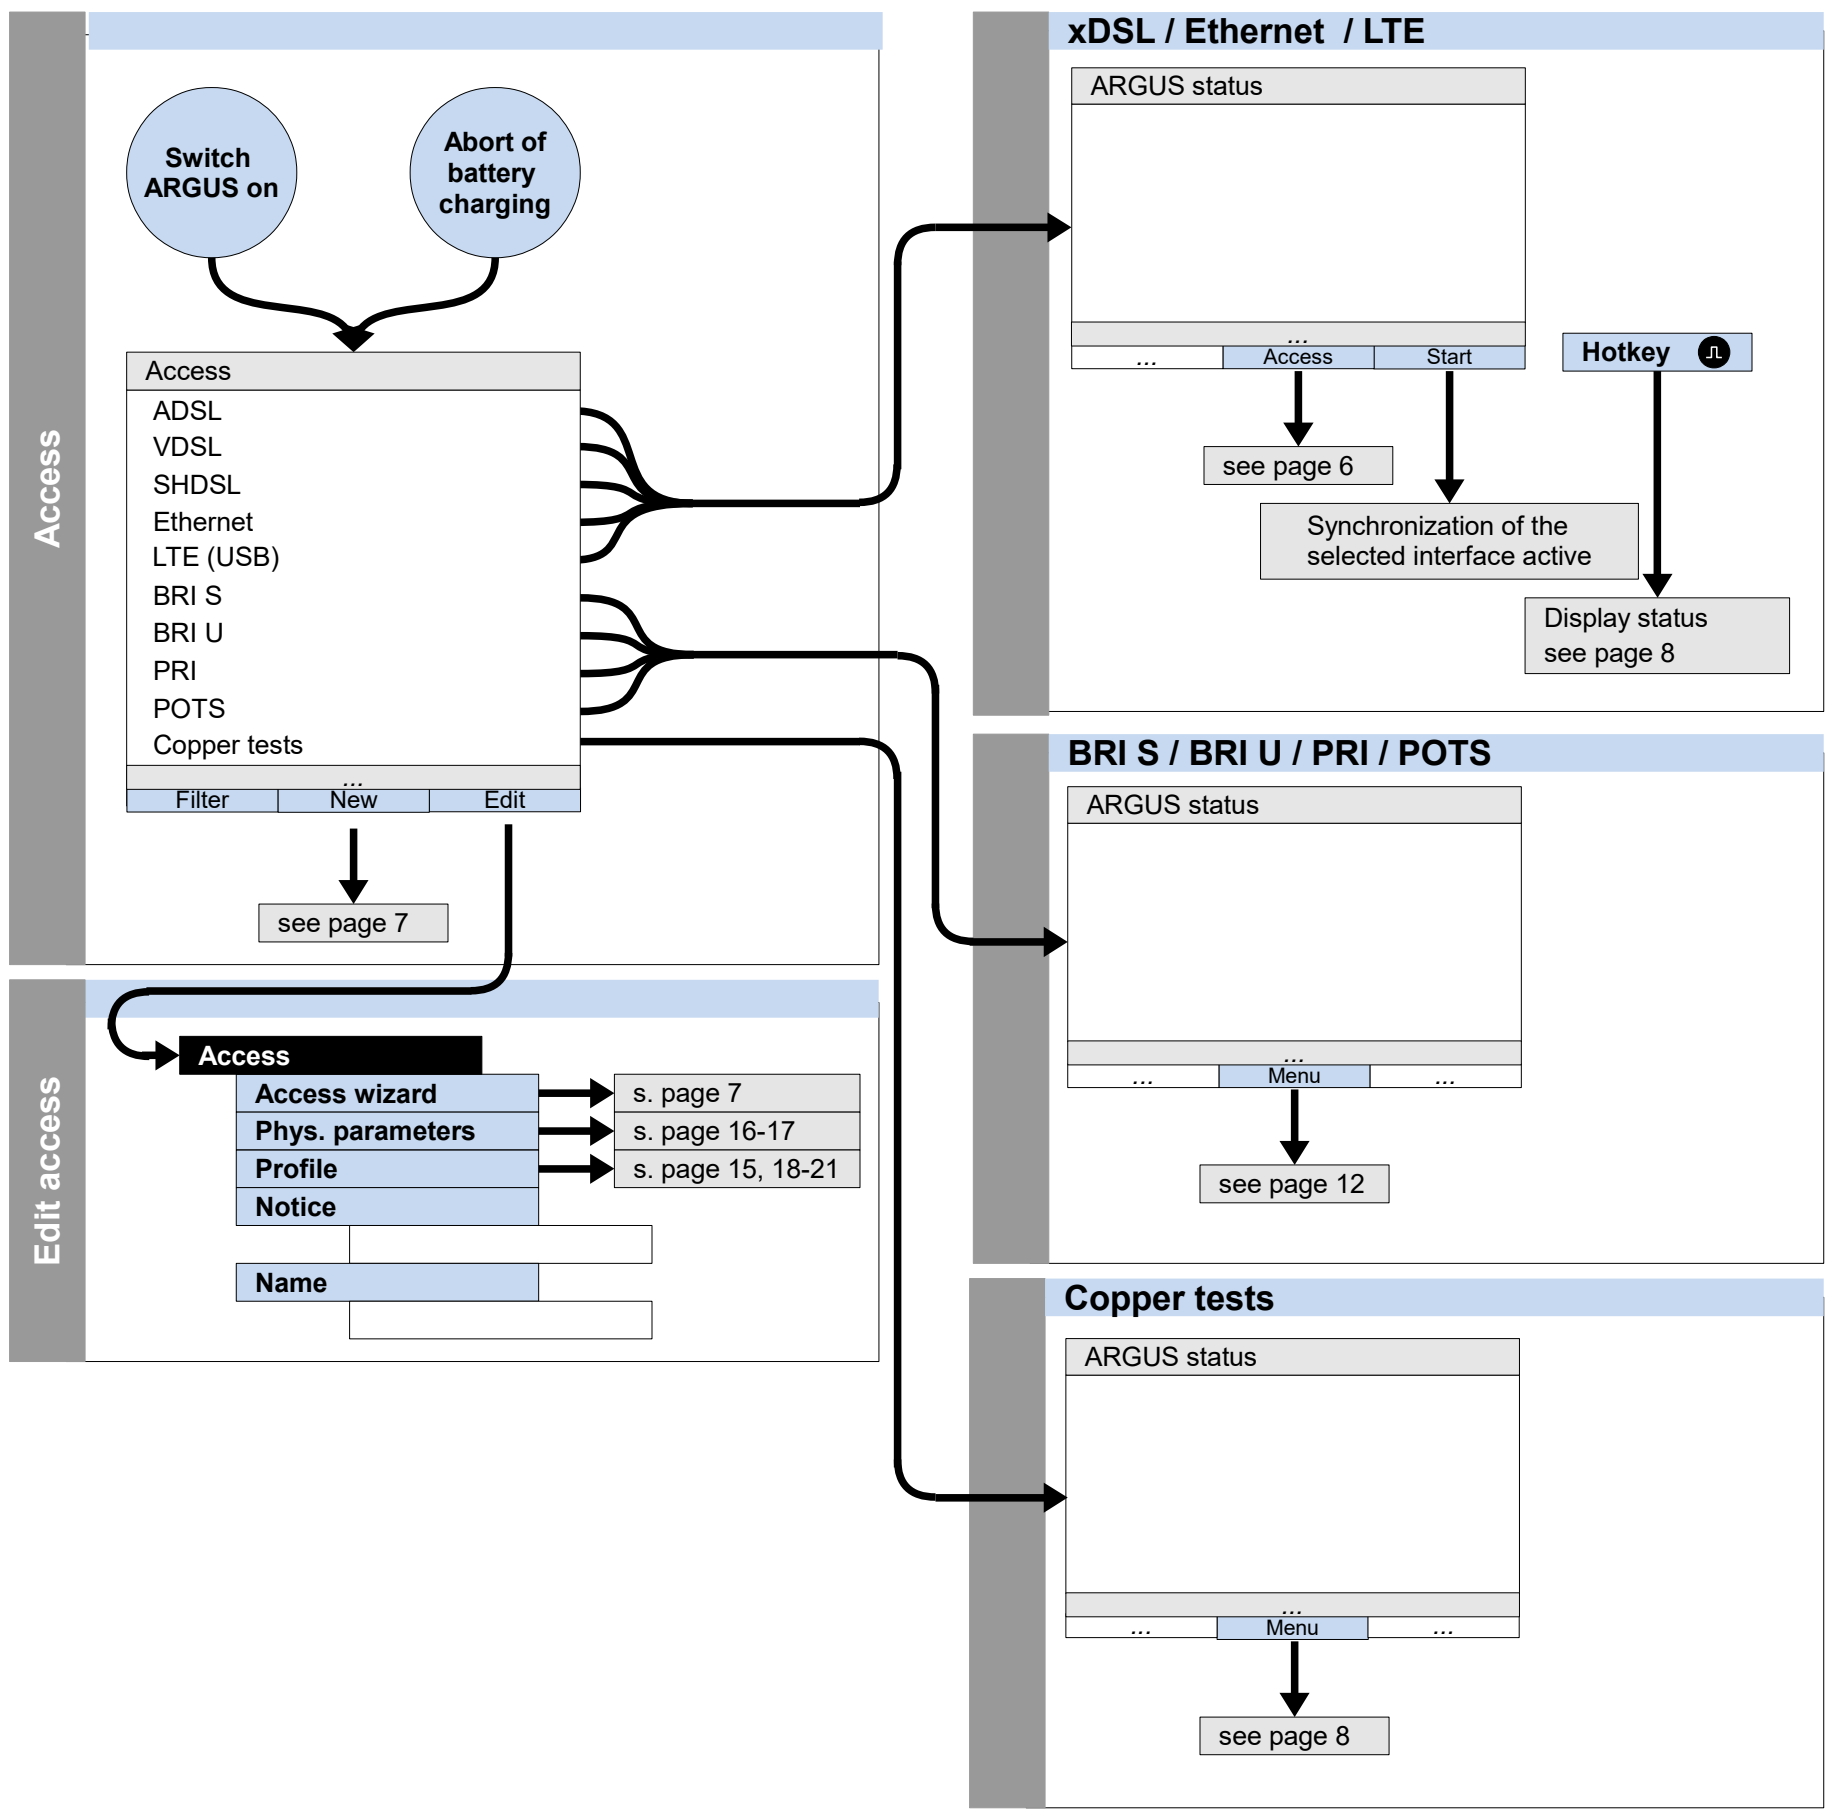 Access
Switch
ARGUS on
Abort of
battery
charging
Access
ADSL
VDSL
SHDSL
Ethernet
LTE (USB)
BRI S
BRI U
PRI
POTS
Copper tests
...
Filter New Edit
see page 7
Edit access
Access
Access wizard s. page 7
Phys. parameters s. page 16-17
Profile s. page 15, 18-21
Notice
Name
xDSL / Ethernet / LTE
ARGUS status
...
... Access Start
Hotkey
see page 6
Synchronization of the
selected interface active
Display status
see page 8
BRI S / BRI U / PRI / POTS
ARGUS status
...
... Menu ...
see page 12
Copper tests
ARGUS status
...
... Menu ...
see page 8